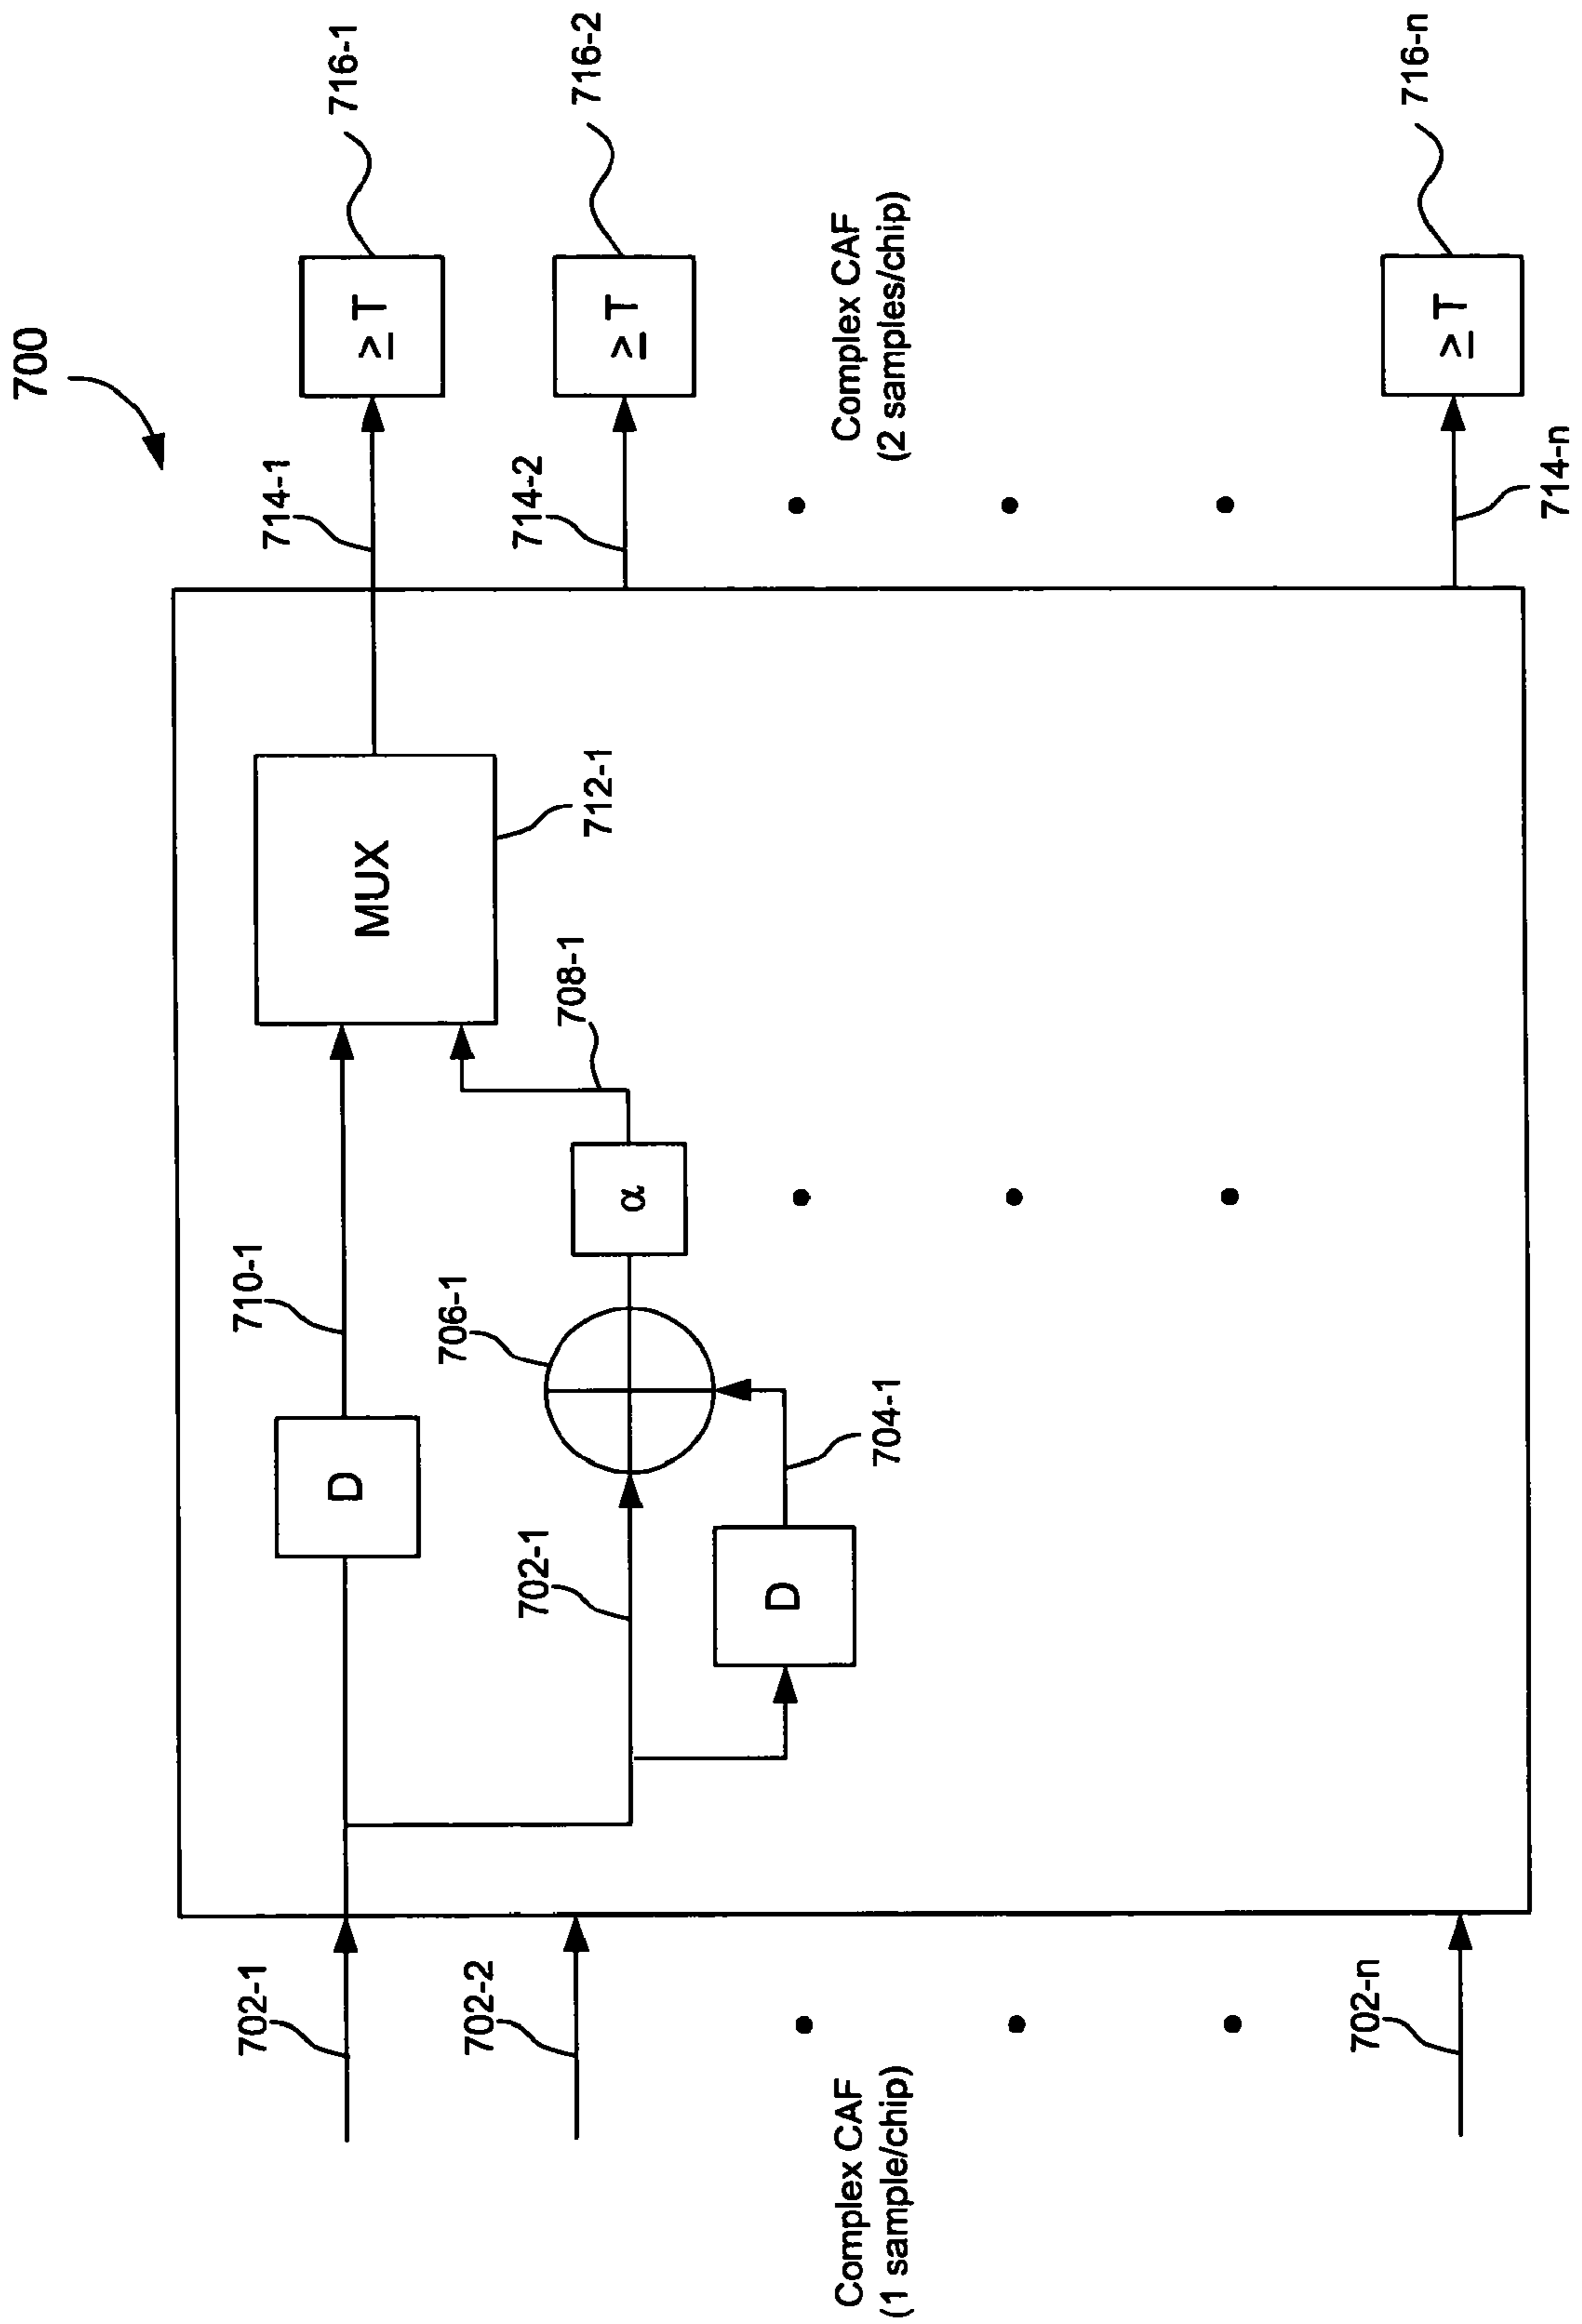 700
716-1
716-2
716-n
≥ T
≥ T
≥ T
714-1
714-2
714-n
Complex CAF
(2 samples/chip)
MUX
712-1
708-1
710-1
α
706-1
704-1
D
D
702-1
702-1
702-2
702-n
Complex CAF
(1 sample/chip)